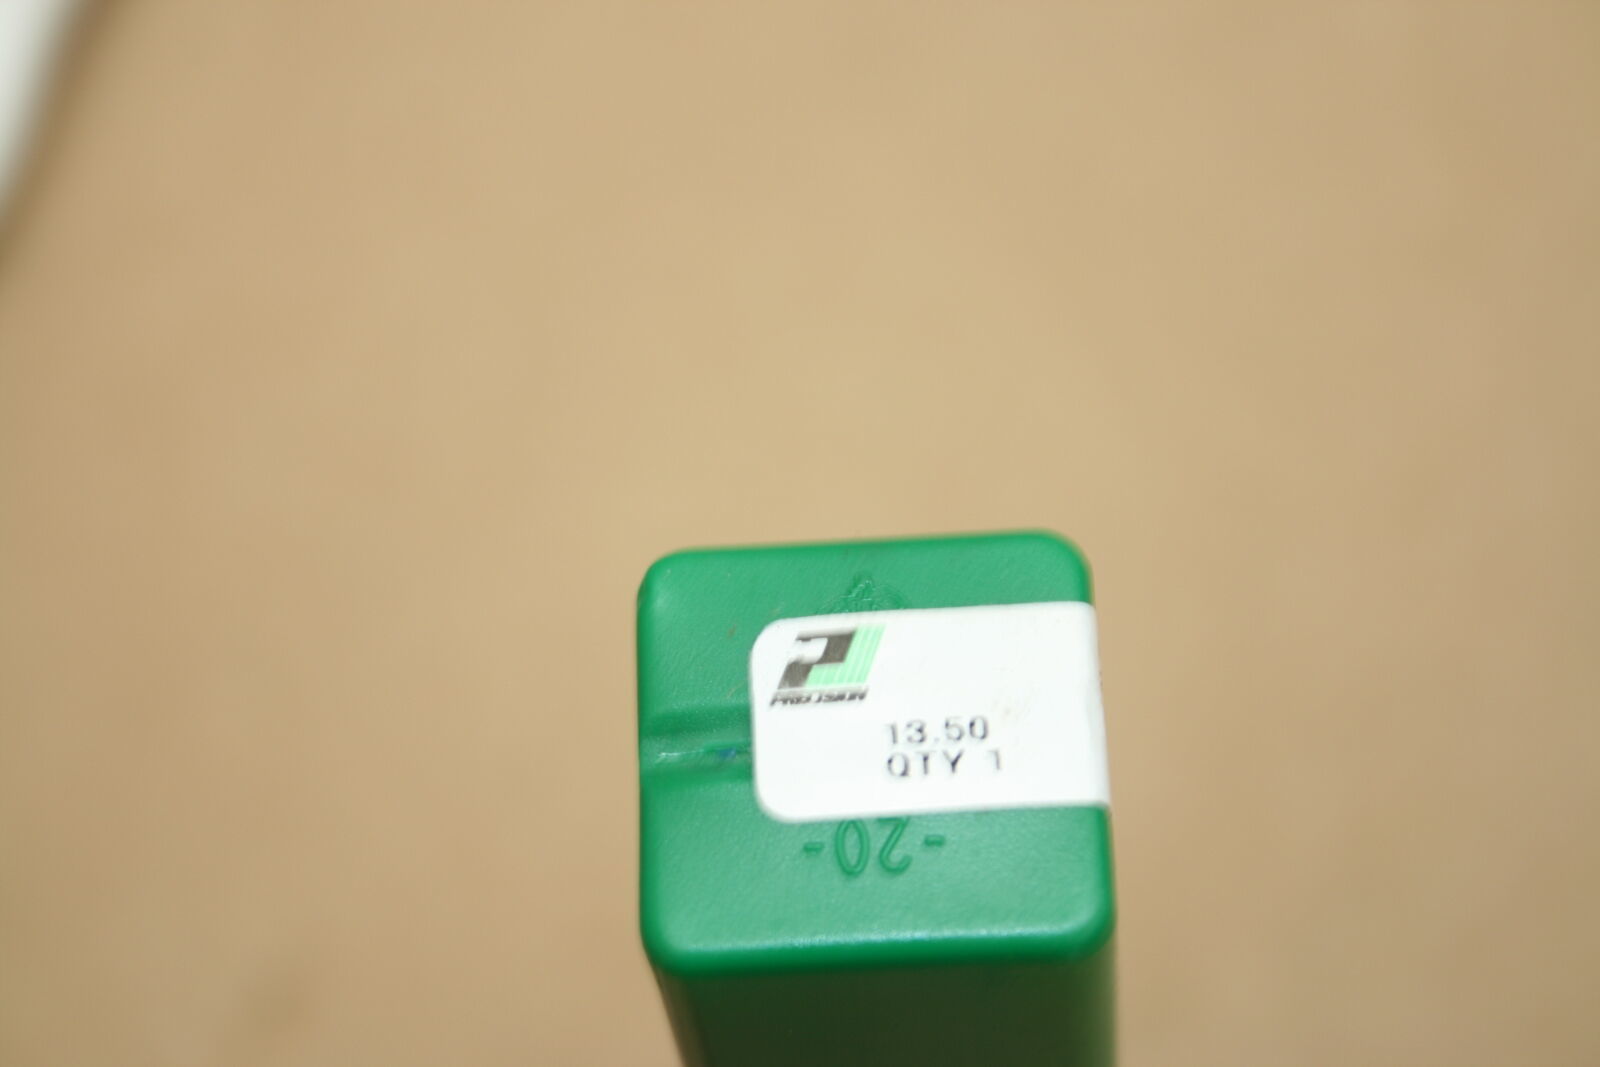 PRECISION
13.50
QTY 1
-20-